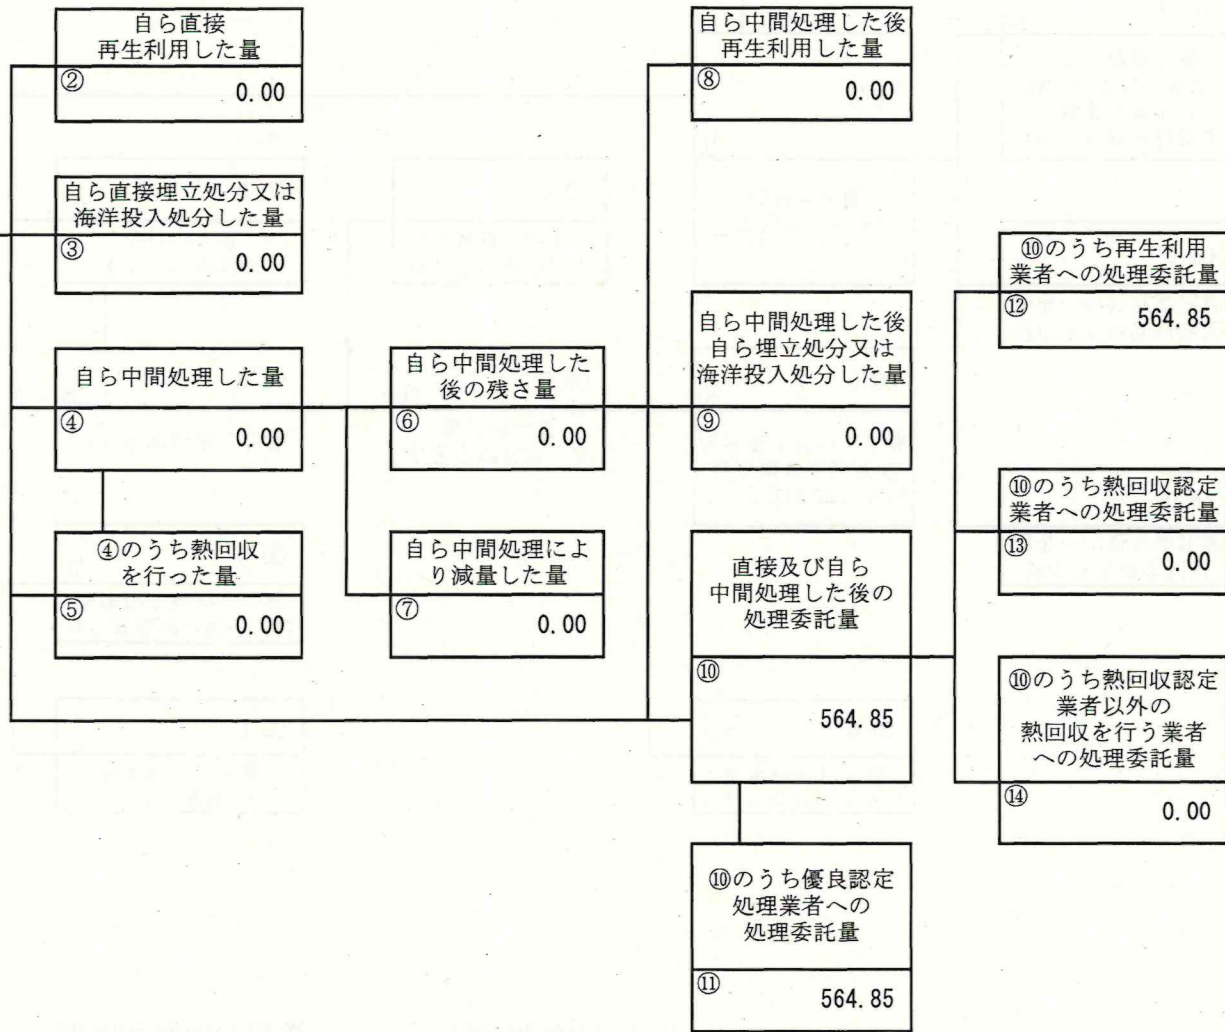 自ら直接
再生利用した量
② 0.00
自ら直接埋立処分又は
海洋投入処分した量
③ 0.00
自ら中間処理した量
④ 0.00
④のうち熱回収
を行った量
⑤ 0.00
自ら中間処理した
後の残さ量
⑥ 0.00
自ら中間処理によ
り減量した量
⑦ 0.00
自ら中間処理した後
再生利用した量
⑧ 0.00
自ら中間処理した後
自ら埋立処分又は
海洋投入処分した量
⑨ 0.00
直接及び自ら
中間処理した後の
処理委託量
⑩
564.85
⑩のうち優良認定
処理業者への
処理委託量
⑪ 564.85
⑩のうち再生利用
業者への処理委託量
⑫ 564.85
⑩のうち熱回収認定
業者への処理委託量
⑬ 0.00
⑩のうち熱回収認定
業者以外の
熱回収を行う業者
への処理委託量
⑭ 0.00